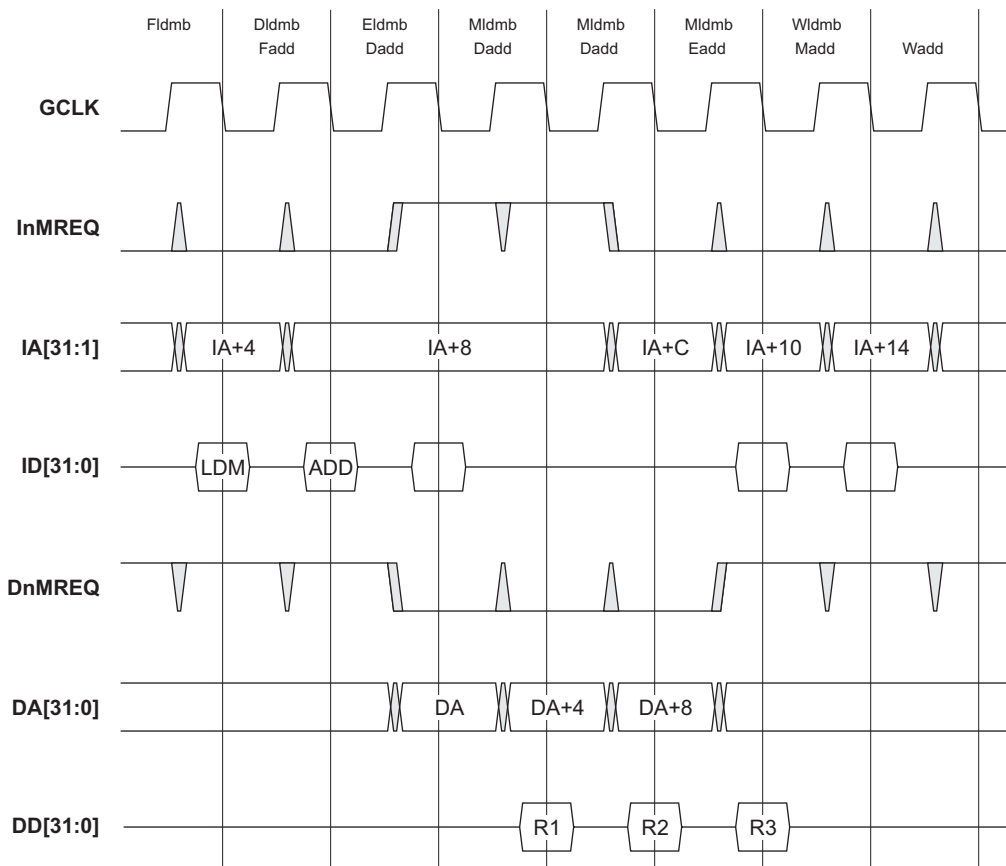 Fldmb Dldmb Eldmb Mldmb Mldmb Mldmb Wldmb
Fadd Dadd Dadd Dadd Eadd Madd Wadd
GCLK
InMREQ
IA[31:1] IA+4 IA+8 IA+C IA+10 IA+14
ID[31:0] LDM ADD
DnMREQ
DA[31:0] DA DA+4 DA+8
DD[31:0] R1 R2 R3